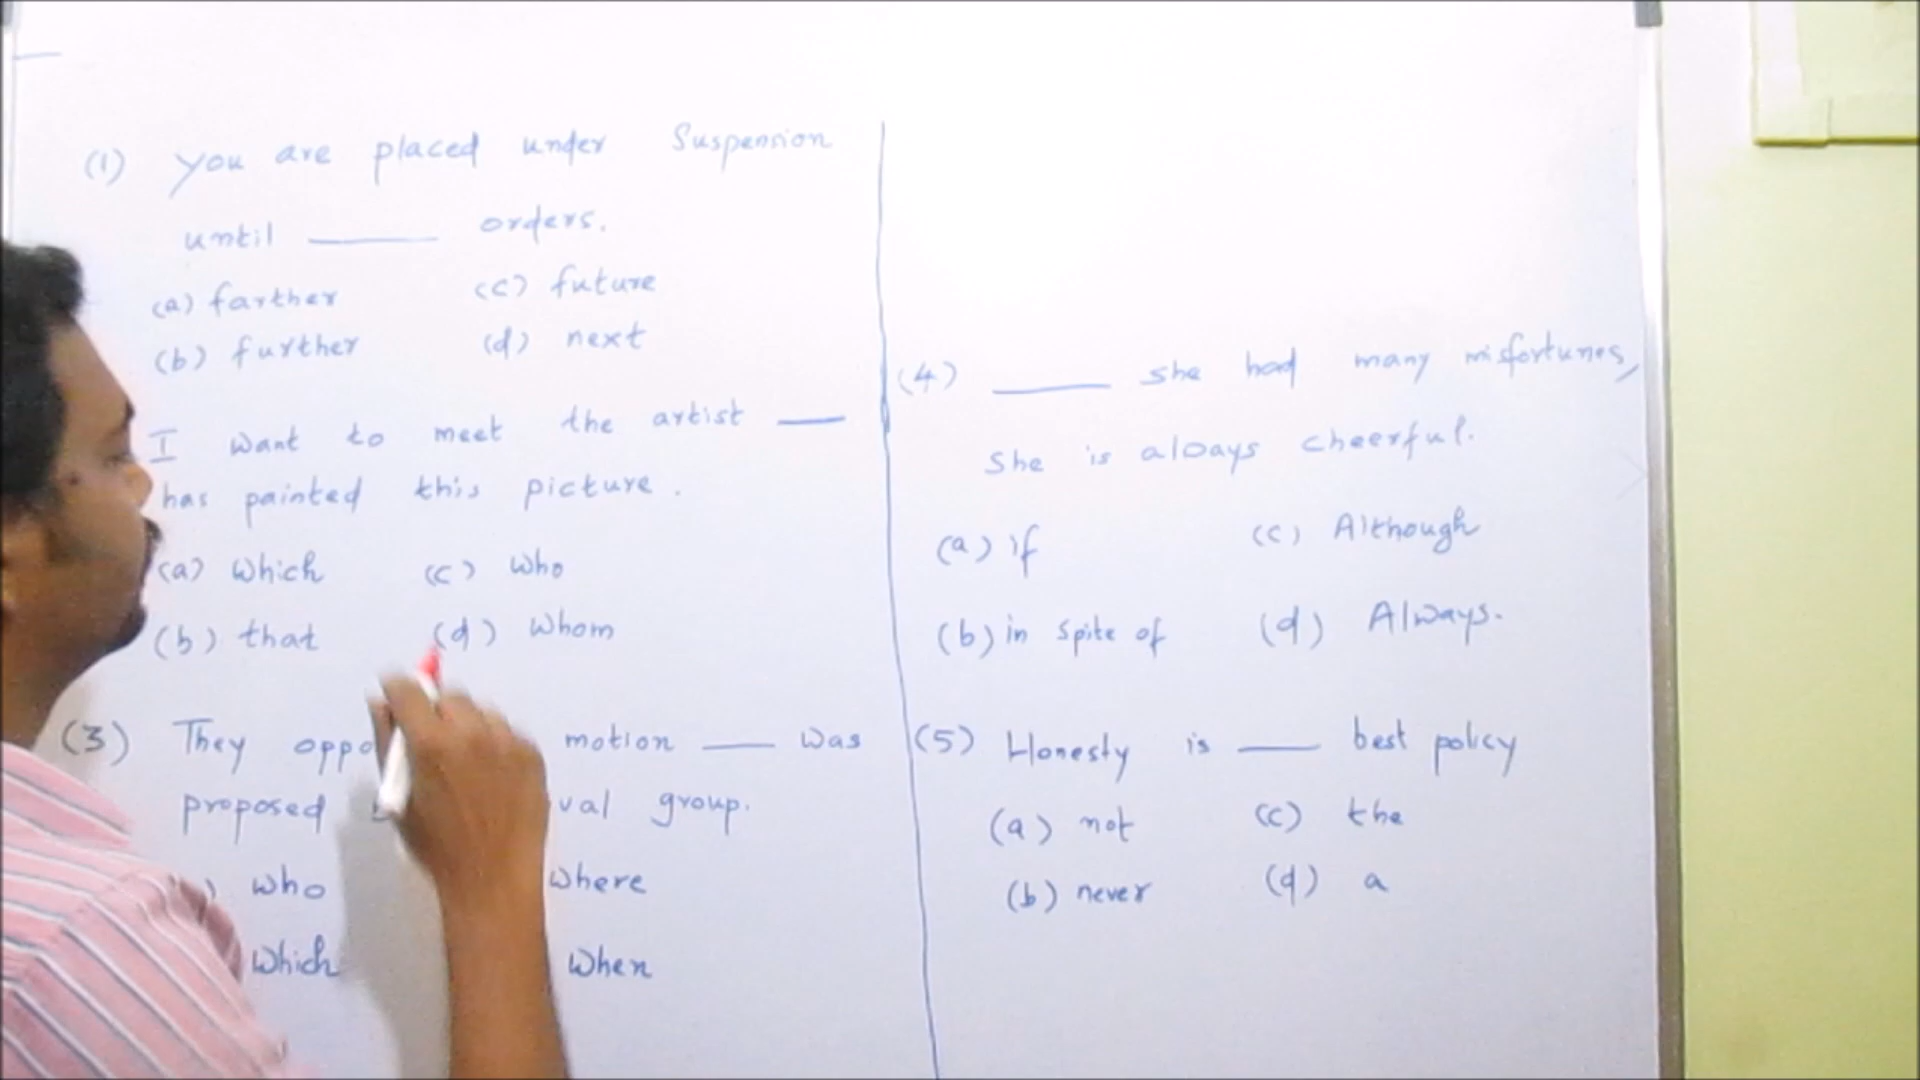 (1) You are placed under Suspension
until ____ orders.
(a) farther (c) future
(b) further (d) next
I want to meet the artist ____
has painted this picture.
(a) Which (c) Who
(b) that (d) Whom
(3) They motion ____ was
proposed group.
Who Where
Which When
(4) ____ She had many misfortunes,
She is always cheerful.
(a) if (c) Although
(b) in spite of (d) Always.
(5) Honesty is ____ best policy
(a) not (c) the
(b) never (d) a